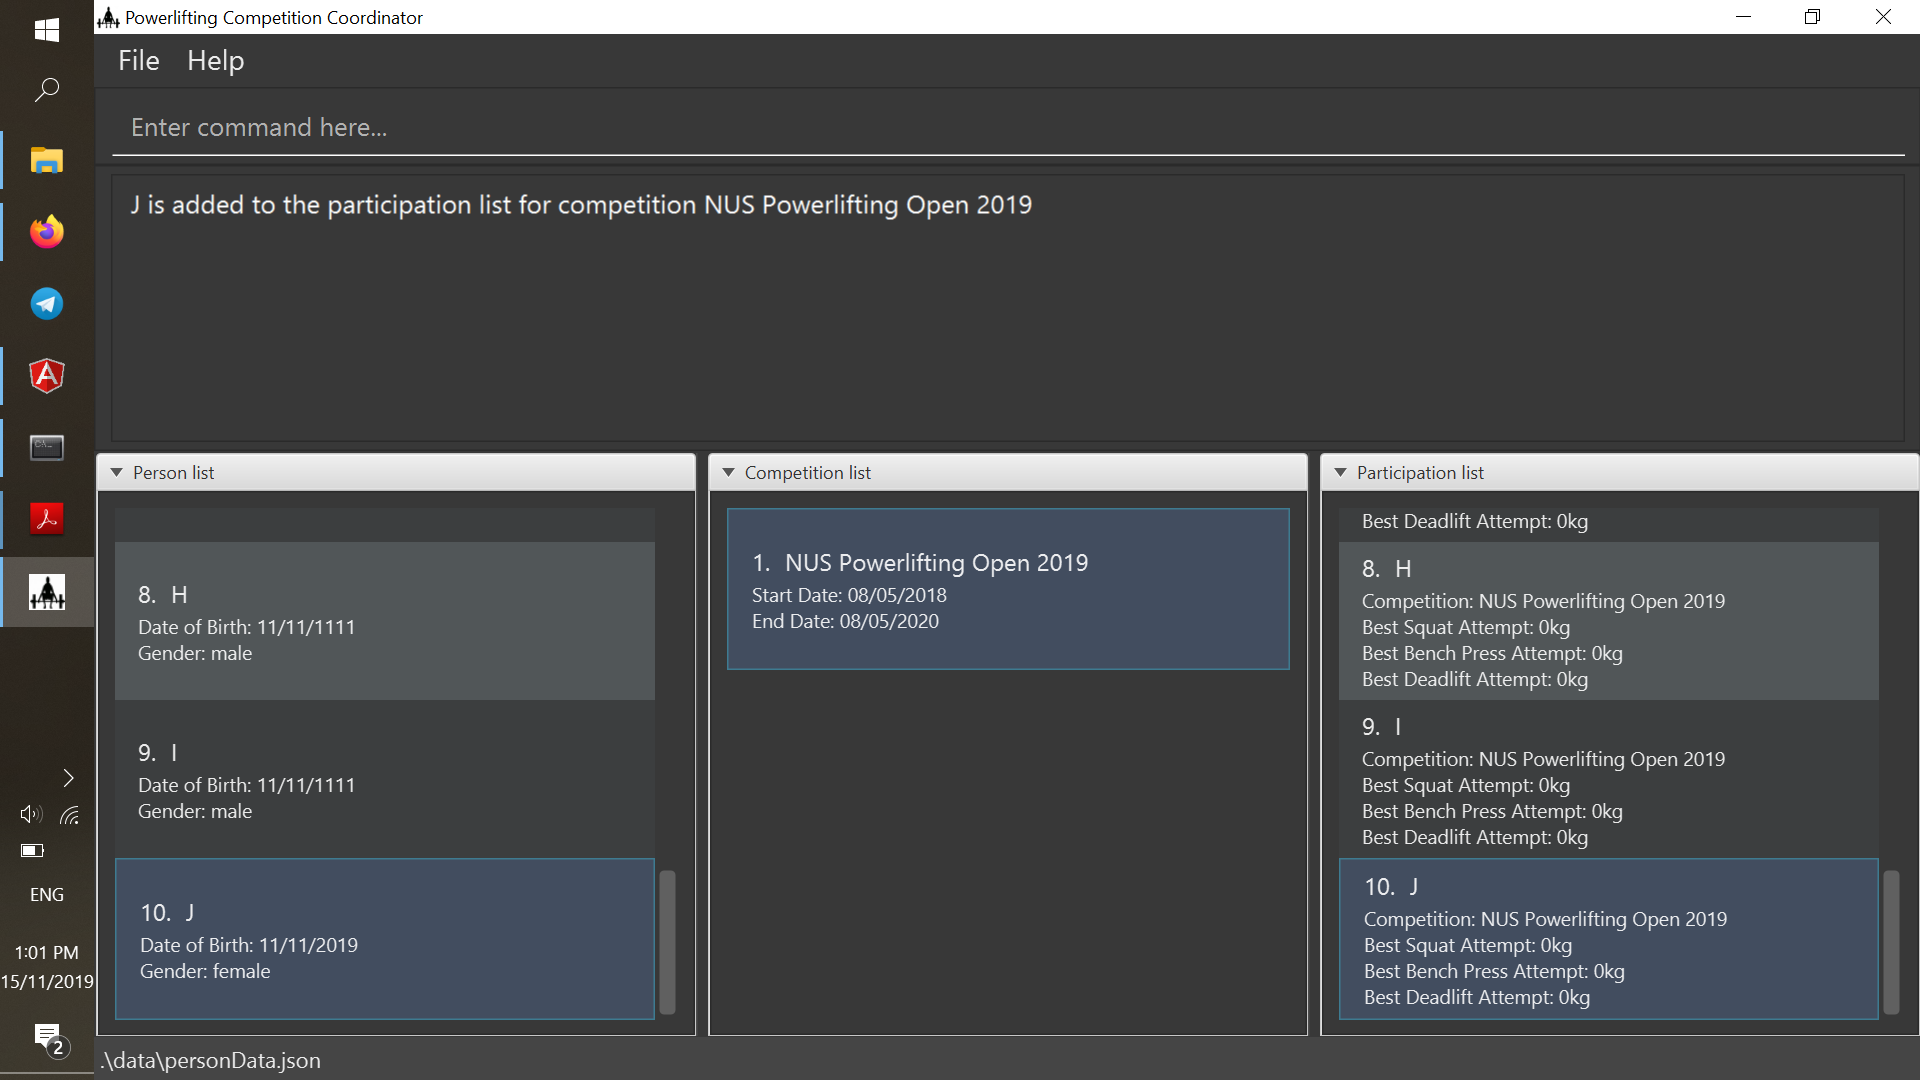 Powerlifting Competition Coordinator
File Help
Enter command here...
J is added to the participation list for competition NUS Powerlifting Open 2019
Person list
8. H
Date of Birth: 11/11/1111
Gender: male
9. I
Date of Birth: 11/11/1111
Gender: male
10. J
Date of Birth: 11/11/2019
Gender: female
Competition list
1. NUS Powerlifting Open 2019
Start Date: 08/05/2018
End Date: 08/05/2020
Participation list
Best Deadlift Attempt: 0kg
8. H
Competition: NUS Powerlifting Open 2019
Best Squat Attempt: 0kg
Best Bench Press Attempt: 0kg
Best Deadlift Attempt: 0kg
9. I
Competition: NUS Powerlifting Open 2019
Best Squat Attempt: 0kg
Best Bench Press Attempt: 0kg
Best Deadlift Attempt: 0kg
10. J
Competition: NUS Powerlifting Open 2019
Best Squat Attempt: 0kg
Best Bench Press Attempt: 0kg
Best Deadlift Attempt: 0kg
.\data\personData.json
ENG
1:01 PM
15/11/2019
2